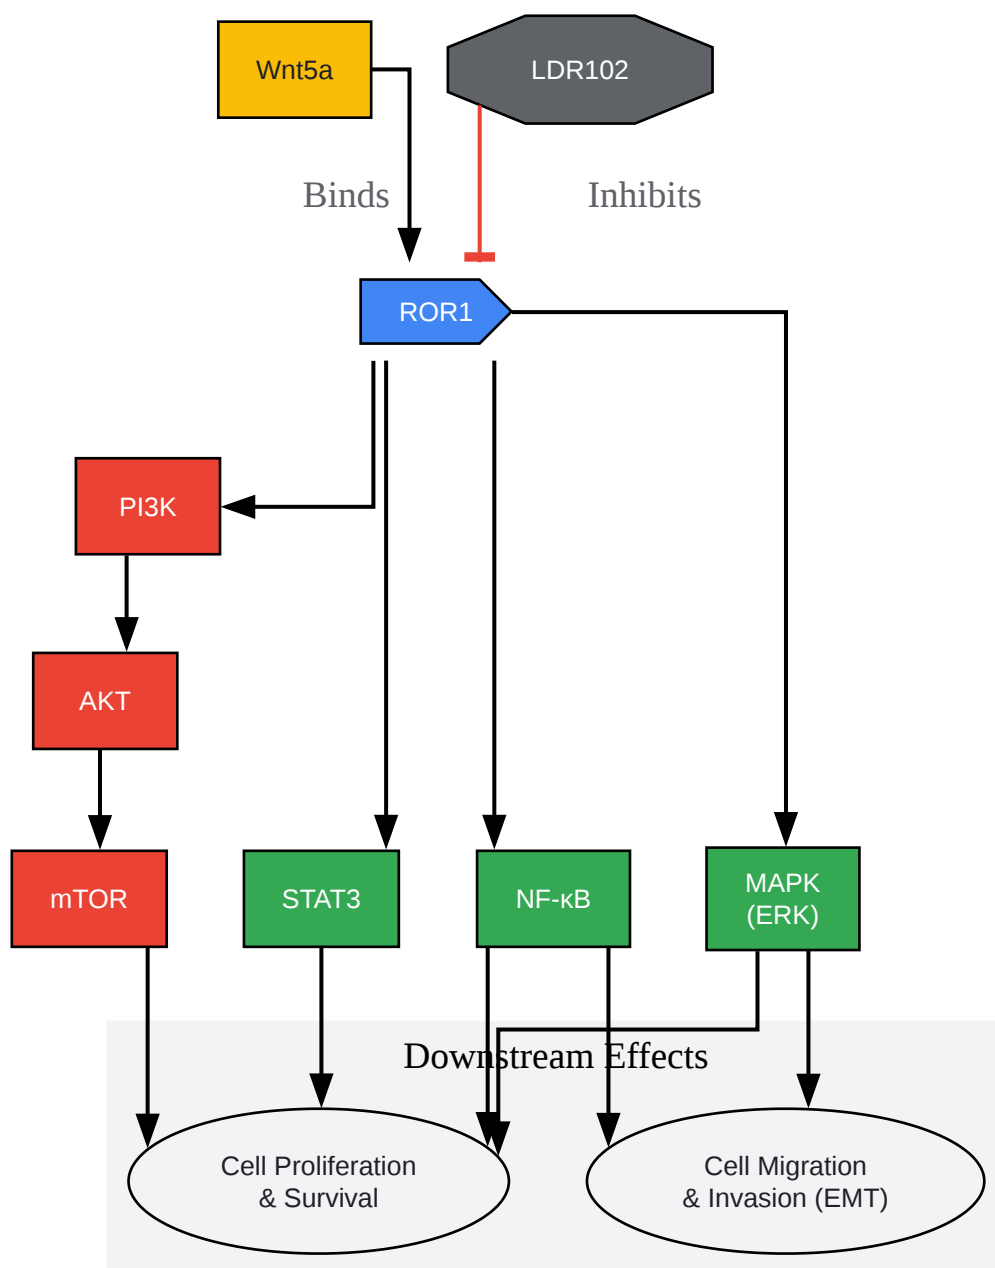 Wnt5a
LDR102
Binds
Inhibits
ROR1
PI3K
AKT
mTOR
STAT3
NF-κB
MAPK
(ERK)
Downstream Effects
Cell Proliferation
& Survival
Cell Migration
& Invasion (EMT)